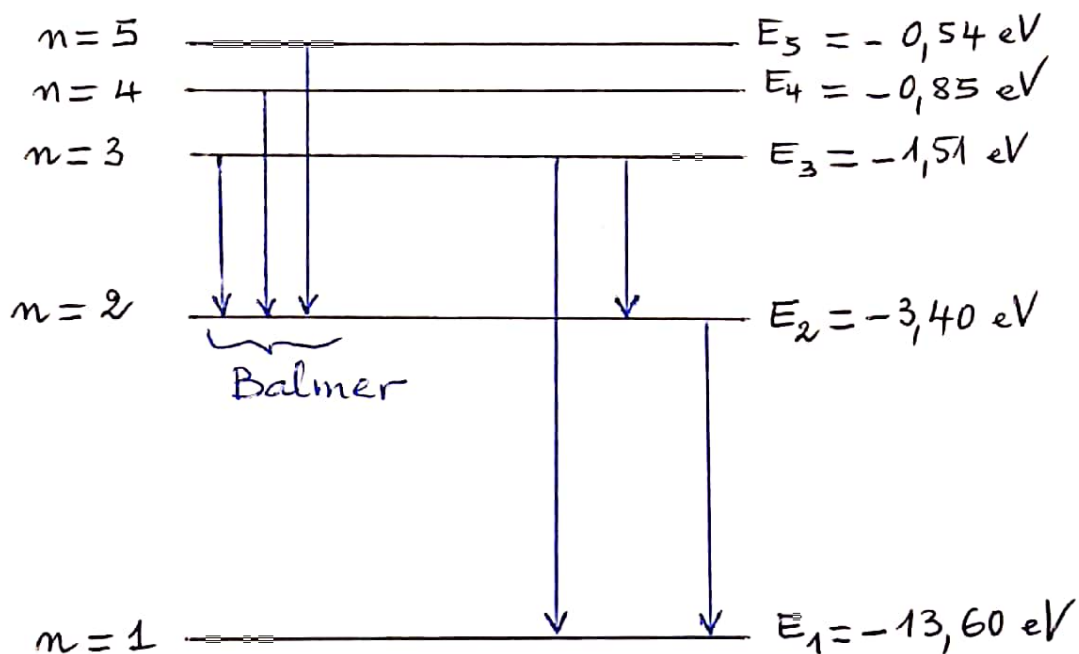 n = 5 E₅ = - 0,54 eV
n = 4 E₄ = -0,85 eV
n = 3 E₃ = -1,51 eV
n = 2 E₂ = -3,40 eV
Balmer
n = 1 E₁ = -13,60 eV